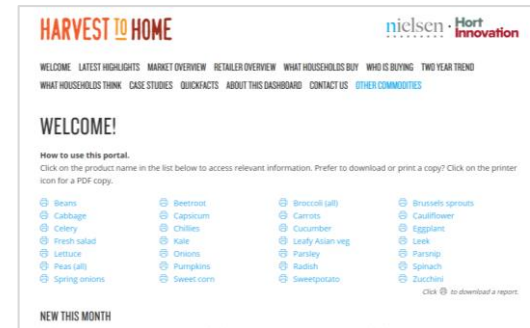 HARVEST TO HOME
nielsen · Hort Innovation
WELCOME LATEST HIGHLIGHTS MARKET OVERVIEW RETAILER OVERVIEW WHAT HOUSEHOLDS BUY WHO IS BUYING TWO YEAR TREND
WHAT HOUSEHOLDS THINK CASE STUDIES QUICKFACTS ABOUT THIS DASHBOARD CONTACT US OTHER COMMODITIES
WELCOME!
How to use this portal.
Click on the product name in the list below to access relevant information. Prefer to download or print a copy? Click on the printer
icon for a PDF copy.
Beans Beetroot Broccoli (all) Brussels sprouts
Cabbage Capsicum Carrots Cauliflower
Celery Chillies Cucumber Eggplant
Fresh salad Kale Leafy Asian veg Leek
Lettuce Onions Parsley Parsnip
Peas (all) Pumpkins Radish Spinach
Spring onions Sweet corn Sweetpotato Zucchini
Click to download a report.
NEW THIS MONTH